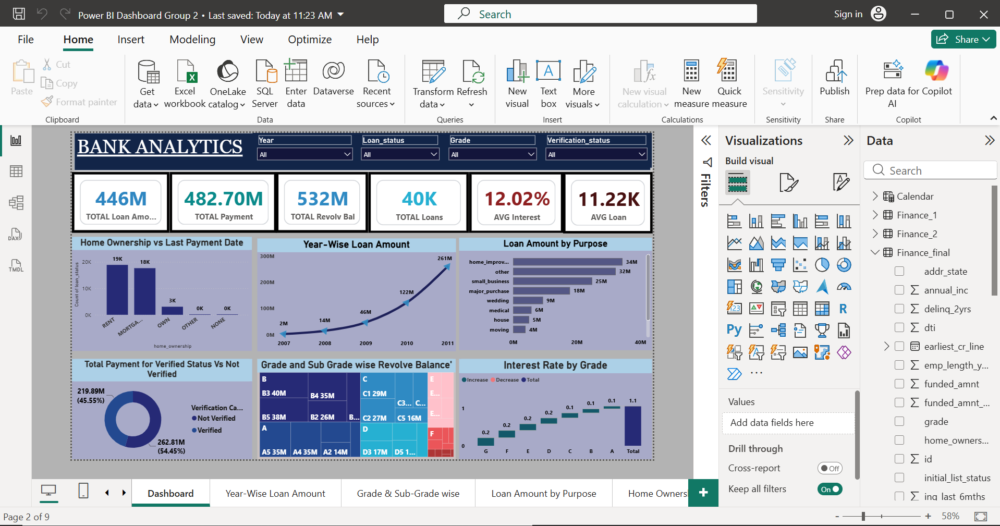 Power BI Dashboard Group 2 • Last saved: Today at 11:23 AM
Search
Sign in
File Home Insert Modeling View Optimize Help
Share
Paste
Cut
Copy
Format painter
Clipboard
Get data
Excel workbook
OneLake catalog
SQL Server
Enter data
Dataverse
Recent sources
Data
Transform data
Refresh
Queries
New visual
Text box
More visuals
Insert
New visual calculation
New measure
Quick measure
Calculations
Sensitivity
Sensitivity
Publish
Share
Prep data for AI
Copilot
Copilot
DAX
TMDL
BANK ANALYTICS
Year
All
Loan_status
All
Grade
All
Verification_status
All
446M
TOTAL Loan Amo...
482.70M
TOTAL Payment
532M
TOTAL Revolv Bal
40K
TOTAL Loans
12.02%
AVG Interest
11.22K
AVG Loan
Home Ownership vs Last Payment Date
Count of loan_status
20K
10K
0K
19K
18K
3K
0K
0K
RENT
MORTGA...
OWN
OTHER
NONE
home_ownership
Year-Wise Loan Amount
300M
200M
100M
0M
2M
14M
46M
122M
261M
2007 2008 2009 2010 2011
Loan Amount by Purpose
home_improv... 34M
other 32M
small_business 25M
major_purchase 18M
wedding 9M
medical 6M
house 5M
moving 4M
0M 20M 40M
Total Payment for Verified Status Vs Not
Verified
219.89M
(45.55%)
262.81M
(54.45%)
Verification Ca...
Not Verified
Verified
Grade and Sub Grade wise Revolve Balance'
B
B3 40M
B4 35M
B5 38M
B2 26M
B...
A
A5 35M
A4 35M
A2 14M
C
C1 29M
C3...
C...
C2 27M
C5 16M
D
D3 17M
D5 1...
E
E...
E...
F
Interest Rate by Grade
Increase Decrease Total
1
0
0.2
0.2
0.2
0.2
0.1
0.1
0.1
1.1
G F E D C B A Total
Filters
Visualizations
Build visual
123
R
Py
Values
Add data fields here
Drill through
Cross-report
Off
Keep all filters
On
Data
Search
Calendar
Finance_1
Finance_2
Finance_final
addr_state
annual_inc
delinq_2yrs
dti
earliest_cr_line
emp_length_y...
funded_amnt
funded_amnt_...
grade
home_owners...
id
initial_list_status
inq_last_6mths
Dashboard
Year-Wise Loan Amount
Grade & Sub-Grade wise
Loan Amount by Purpose
Home Owners
Page 2 of 9
- + 58%